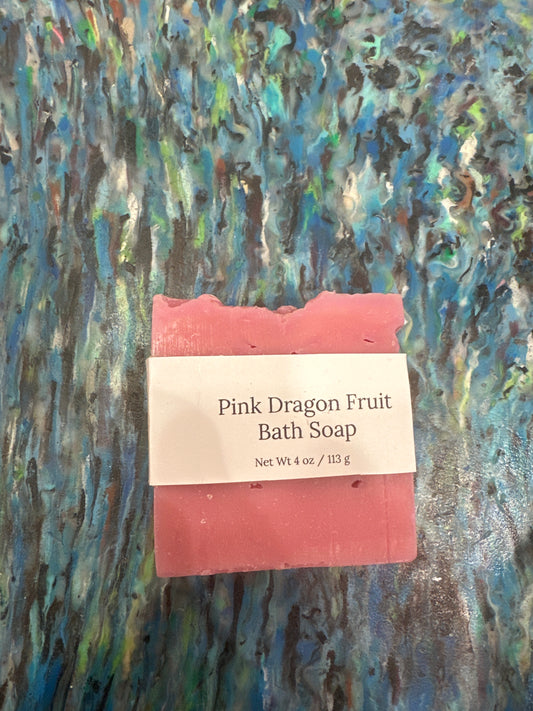 Pink Dragon Fruit
Bath Soap
Net Wt 4 oz / 113 g